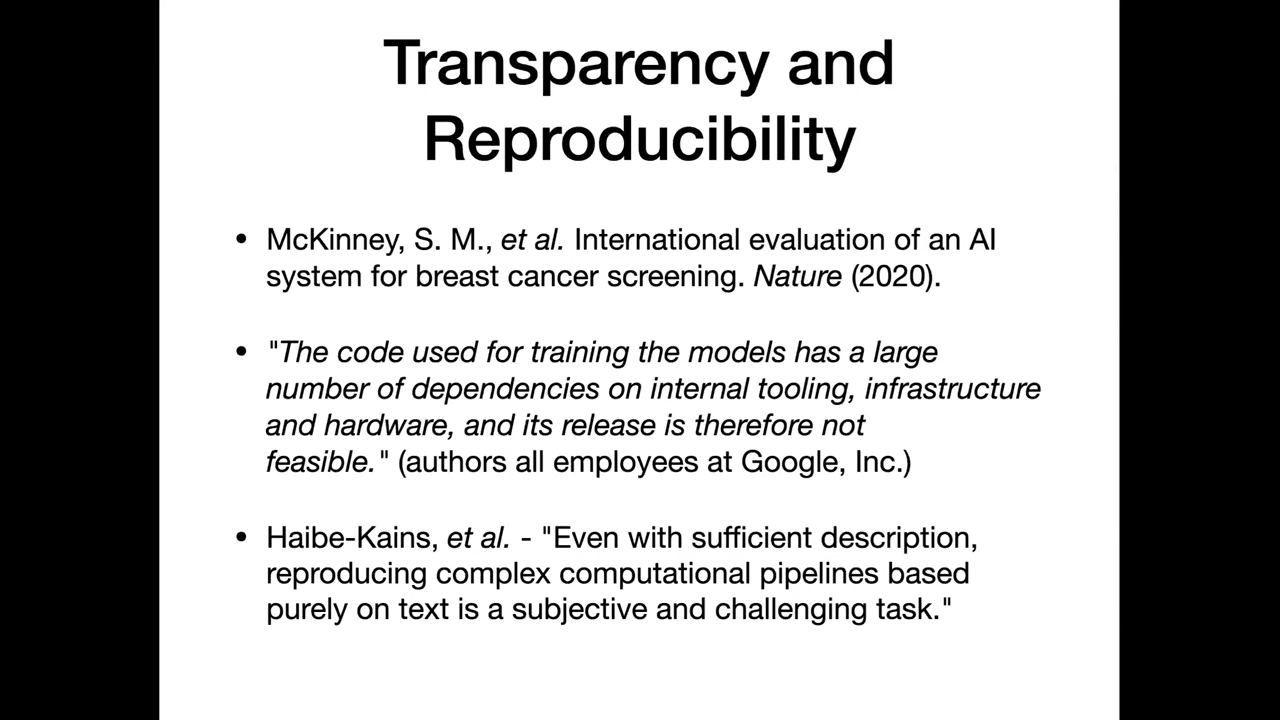 Transparency and
Reproducibility
• McKinney, S. M., et al. International evaluation of an AI
system for breast cancer screening. Nature (2020).
• "The code used for training the models has a large
number of dependencies on internal tooling, infrastructure
and hardware, and its release is therefore not
feasible." (authors all employees at Google, Inc.)
• Haibe-Kains, et al. - "Even with sufficient description,
reproducing complex computational pipelines based
purely on text is a subjective and challenging task."